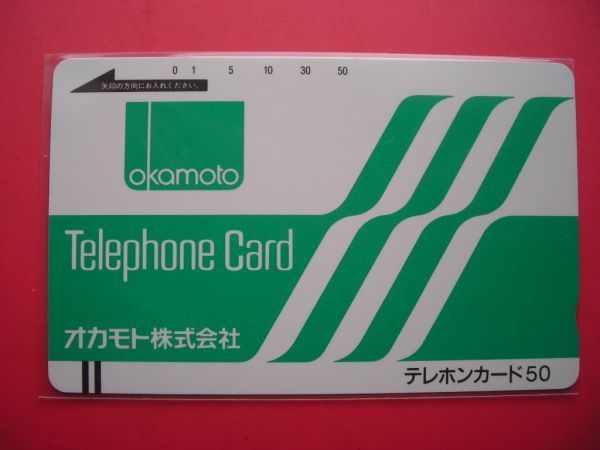 0 1 5 10 30 50
矢印の方向にお入れください。
okamoto
Telephone Card
オカモト株式会社
テレホンカード50